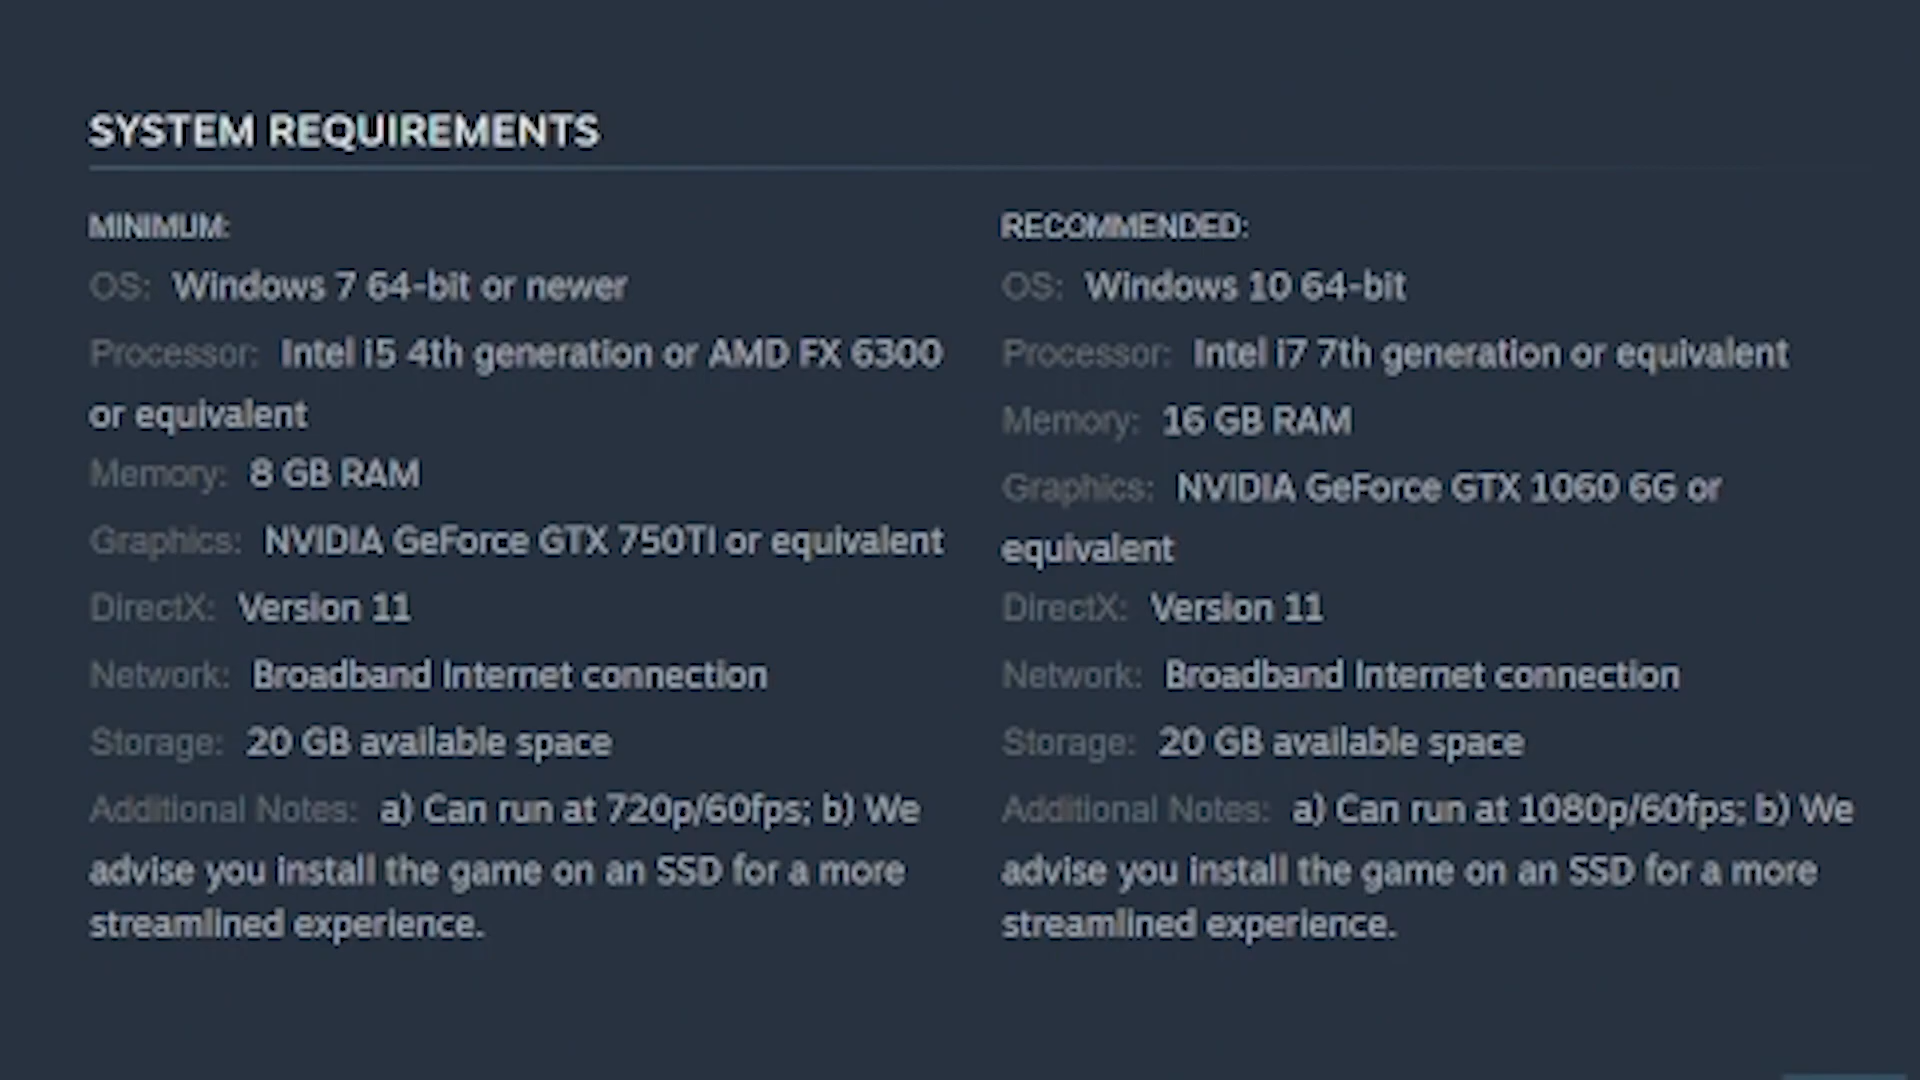 SYSTEM REQUIREMENTS
MINIMUM:
OS: Windows 7 64-bit or newer
Processor: Intel i5 4th generation or AMD FX 6300
or equivalent
Memory: 8 GB RAM
Graphics: NVIDIA GeForce GTX 750TI or equivalent
DirectX: Version 11
Network: Broadband Internet connection
Storage: 20 GB available space
Additional Notes: a) Can run at 720p/60fps; b) We
advise you install the game on an SSD for a more
streamlined experience.
RECOMMENDED:
OS: Windows 10 64-bit
Processor: Intel i7 7th generation or equivalent
Memory: 16 GB RAM
Graphics: NVIDIA GeForce GTX 1060 6G or
equivalent
DirectX: Version 11
Network: Broadband Internet connection
Storage: 20 GB available space
Additional Notes: a) Can run at 1080p/60fps; b) We
advise you install the game on an SSD for a more
streamlined experience.